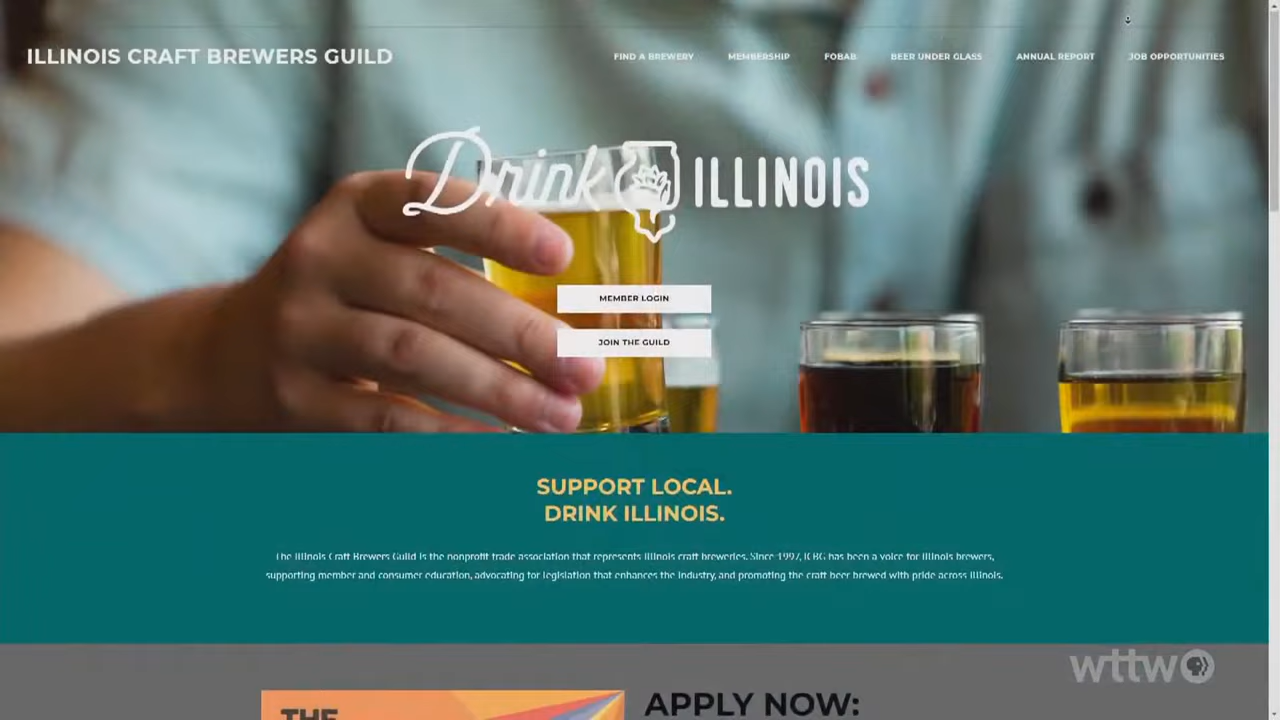 ILLINOIS CRAFT BREWERS GUILD
FIND A BREWERY MEMBERSHIP FOBAB BEER UNDER GLASS ANNUAL REPORT JOB OPPORTUNITIES
Drink ILLINOIS
MEMBER LOGIN
JOIN THE GUILD
SUPPORT LOCAL.
DRINK ILLINOIS.
The Illinois Craft Brewers Guild is the nonprofit trade association that represents Illinois craft breweries. Since 1997, ICBG has been a voice for Illinois brewers,
supporting member and consumer education, advocating for legislation that enhances the industry, and promoting the craft beer brewed with pride across Illinois.
wttw
APPLY NOW:
THE